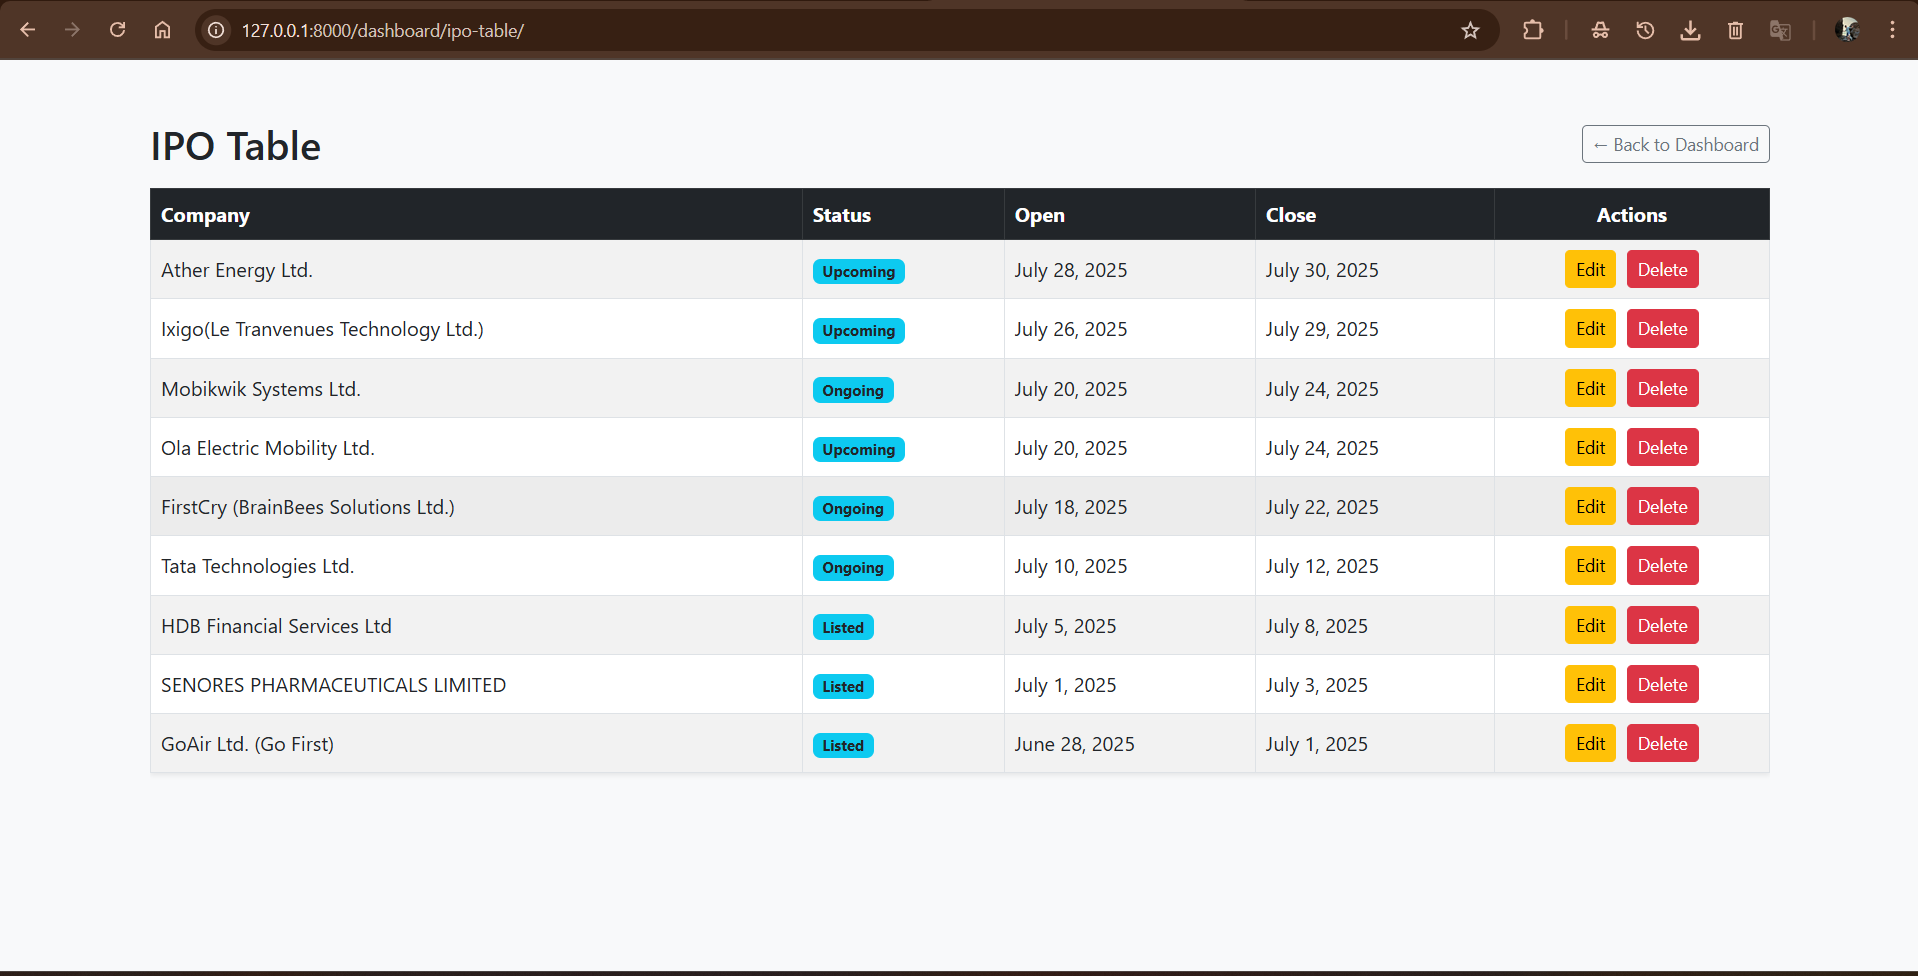 127.0.0.1:8000/dashboard/ipo-table/
IPO Table
← Back to Dashboard
Company Status Open Close Actions
Ather Energy Ltd. Upcoming July 28, 2025 July 30, 2025 Edit Delete
Ixigo(Le Tranvenues Technology Ltd.) Upcoming July 26, 2025 July 29, 2025 Edit Delete
Mobikwik Systems Ltd. Ongoing July 20, 2025 July 24, 2025 Edit Delete
Ola Electric Mobility Ltd. Upcoming July 20, 2025 July 24, 2025 Edit Delete
FirstCry (BrainBees Solutions Ltd.) Ongoing July 18, 2025 July 22, 2025 Edit Delete
Tata Technologies Ltd. Ongoing July 10, 2025 July 12, 2025 Edit Delete
HDB Financial Services Ltd Listed July 5, 2025 July 8, 2025 Edit Delete
SENORES PHARMACEUTICALS LIMITED Listed July 1, 2025 July 3, 2025 Edit Delete
GoAir Ltd. (Go First) Listed June 28, 2025 July 1, 2025 Edit Delete